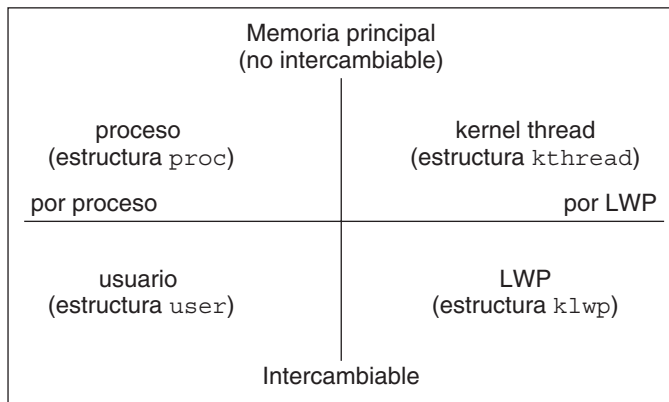 Memoria principal
(no intercambiable)
proceso
(estructura proc)
kernel thread
(estructura kthread)
por proceso
por LWP
usuario
(estructura user)
LWP
(estructura klwp)
Intercambiable